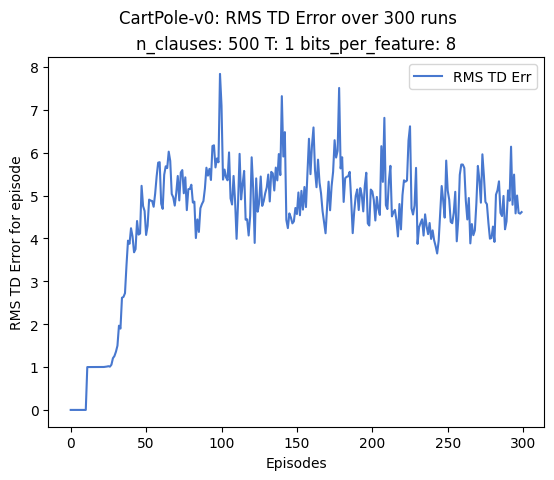 CartPole-v0: RMS TD Error over 300 runs
n_clauses: 500 T: 1 bits_per_feature: 8
RMS TD Err
8
7
6
5
4
3
2
1
0
RMS TD Error for episode
0 50 100 150 200 250 300
Episodes